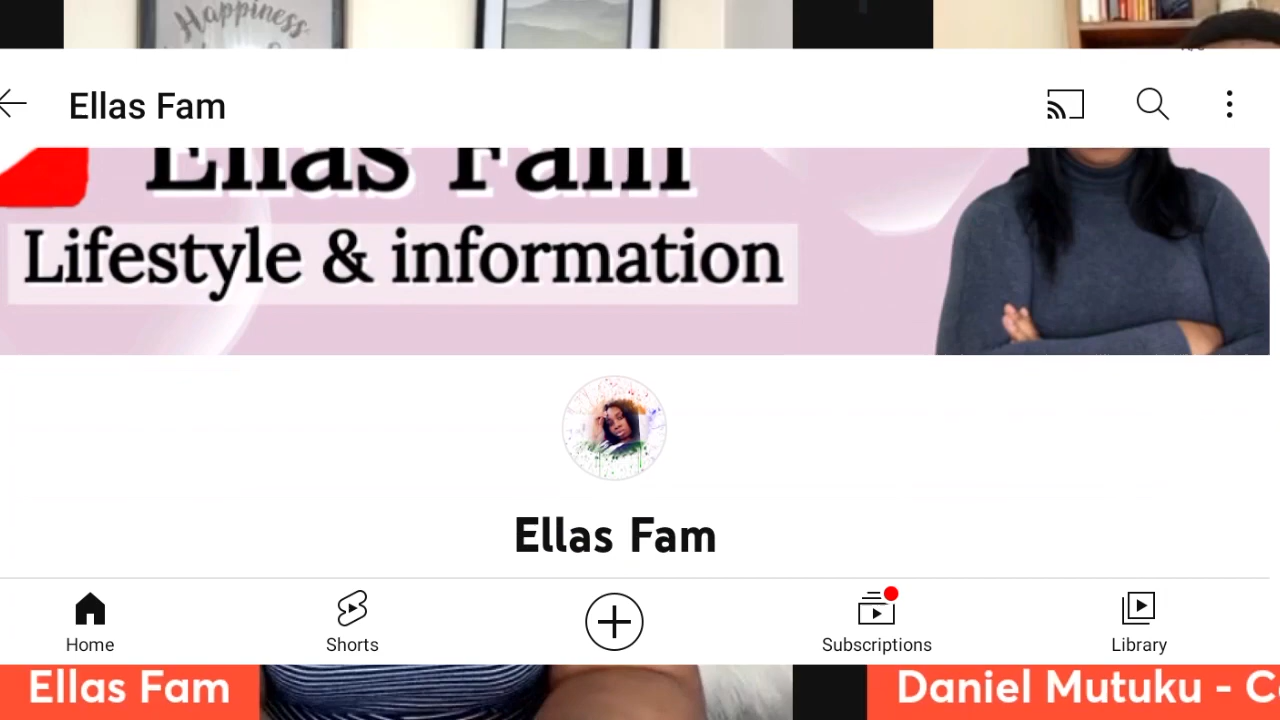 Happiness
Ellas Fam
Ellas Fam
Lifestyle & information
Ellas Fam
Home
Shorts
Subscriptions
Library
Ellas Fam
Daniel Mutuku - C